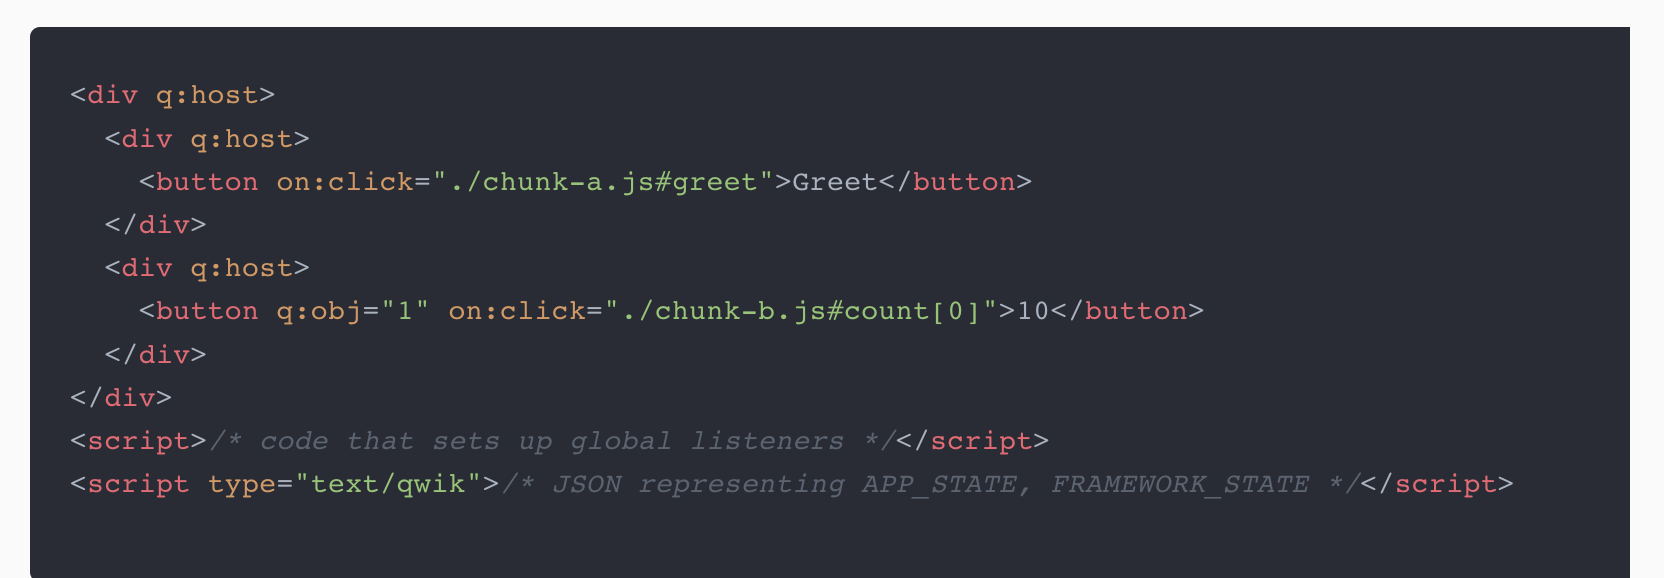 <div q:host>
  <div q:host>
    <button on:click="./chunk-a.js#greet">Greet</button>
  </div>
  <div q:host>
    <button q:obj="1" on:click="./chunk-b.js#count[0]">10</button>
  </div>
</div>
<script>/* code that sets up global listeners */</script>
<script type="text/qwik">/* JSON representing APP_STATE, FRAMEWORK_STATE */</script>